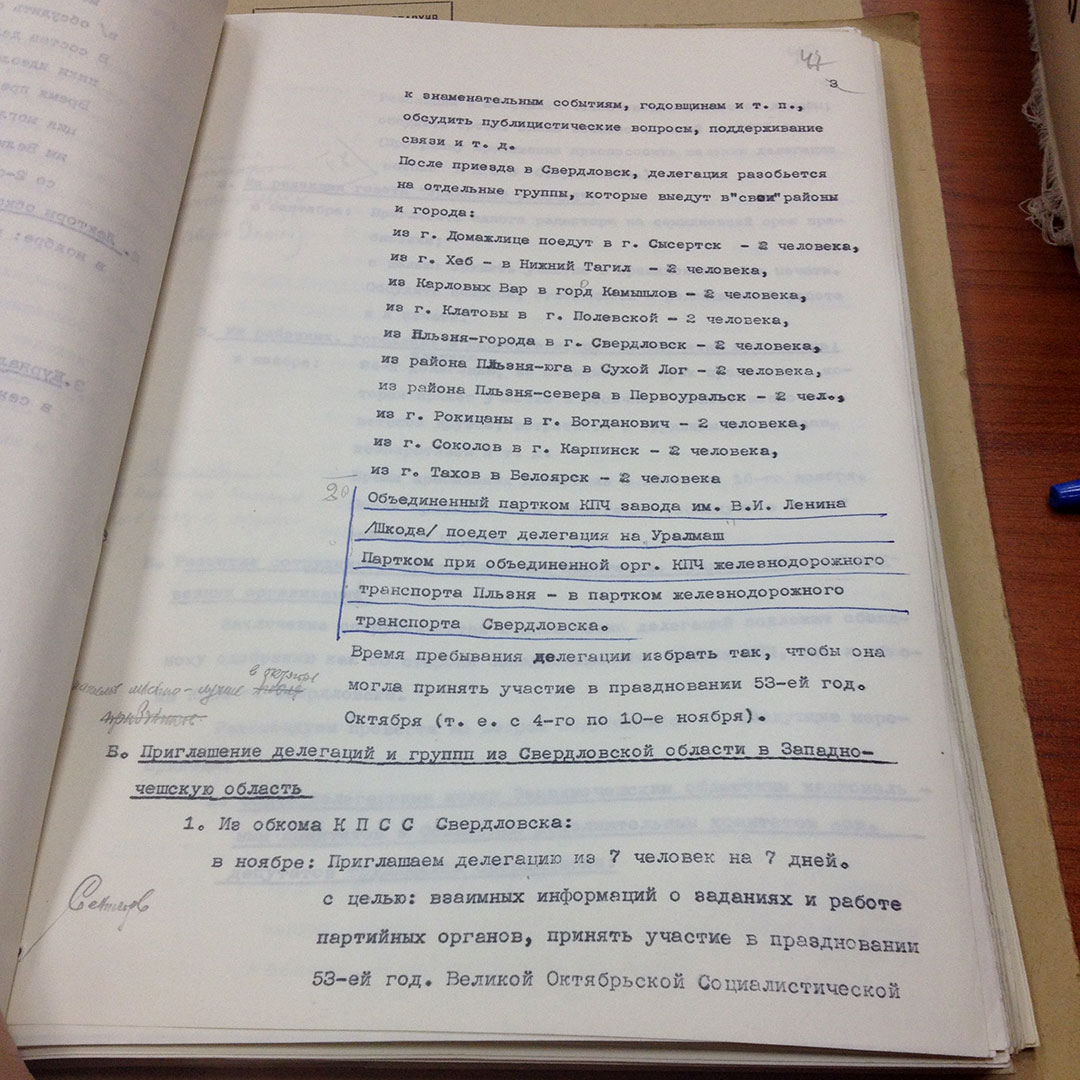 47
3
к знаменательным событиям, годовщинам и т. п.,
обсудить публицистические вопросы, поддерживание
связи и т. д.
После приезда в Свердловск, делегация разобьется
на отдельные группы, которые выедут в"свои"районы
и города:
из г. Домажлице поедут в г. Сысертск - 2 человека,
из г. Хеб - в Нижний Тагил - 2 человека,
из Карловых Вар в город Камышлов - 2 человека,
из г. Клатовы в г. Полевской - 2 человека,
из Пльзня-города в г. Свердловск - 2 человека,
из района Пльзня-юга в Сухой Лог - 2 человека,
из района Пльзня-севера в Первоуральск - 2 чел.,
из г. Рокицаны в г. Богданович - 2 человека,
из г. Соколов в г. Карпинск - 2 человека,
из г. Тахов в Белоярск - 2 человека
20
Объединенный партком КПЧ завода им. В.И. Ленина
/Шкода/ поедет делегация на Уралмаш
Партком при объединенной орг. КПЧ железнодорожного
транспорта Пльзня - в партком железнодорожного
транспорта Свердловска.
Время пребывания делегации избрать так, чтобы она
могла принять участие в праздновании 53-ей год.
Октября (т. е. с 4-го по 10-е ноября).
Б. Приглашение делегаций и группп из Свердловской области в Западно-
чешскую область
1. Из обкома К П С С Свердловска:
в ноябре: Приглашаем делегацию из 7 человек на 7 дней.
с целью: взаимных информаций о заданиях и работе
партийных органов, принять участие в праздновании
53-ей год. Великой Октябрьской Социалистической